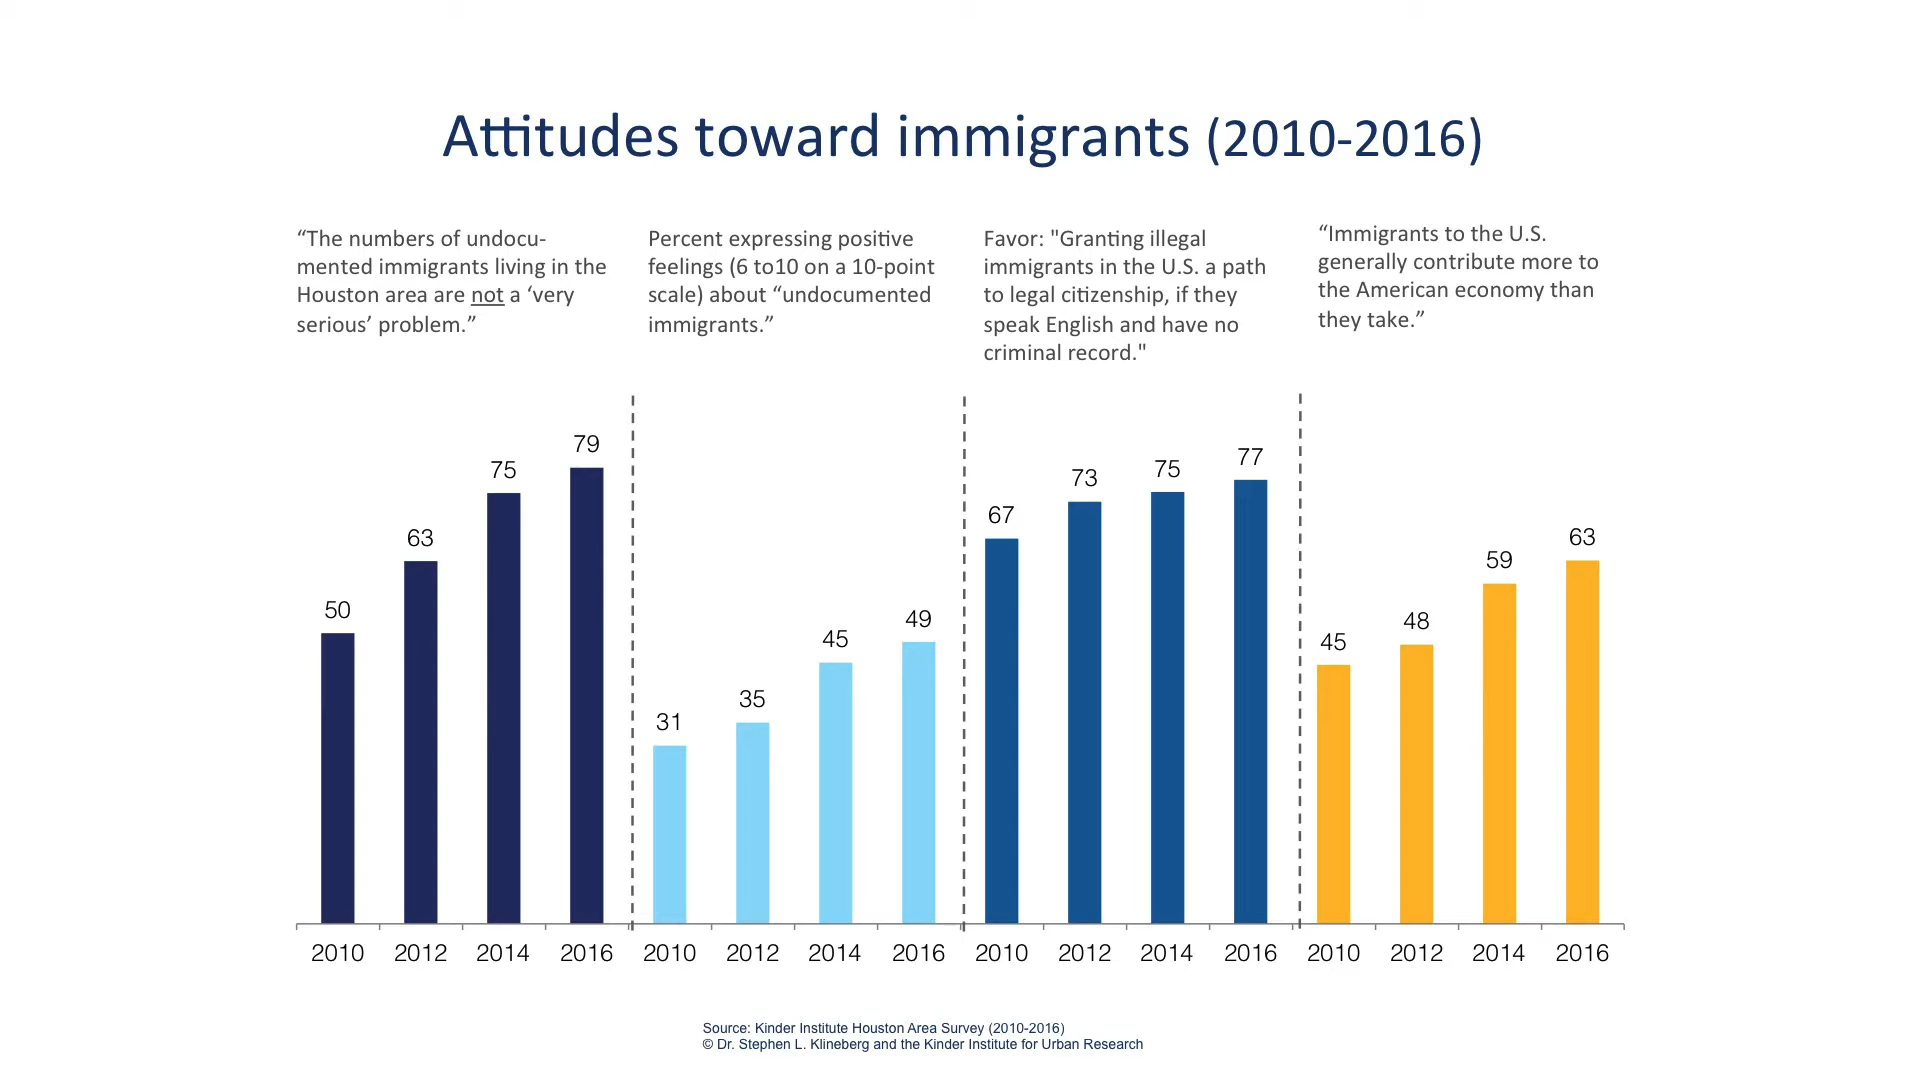 Attitudes toward immigrants (2010-2016)
“The numbers of undocu-
mented immigrants living in the
Houston area are not a ‘very
serious’ problem.”
Percent expressing positive
feelings (6 to10 on a 10-point
scale) about “undocumented
immigrants.”
Favor: "Granting illegal
immigrants in the U.S. a path
to legal citizenship, if they
speak English and have no
criminal record."
“Immigrants to the U.S.
generally contribute more to
the American economy than
they take.”
50 63 75 79
31 35 45 49
67 73 75 77
45 48 59 63
2010 2012 2014 2016 2010 2012 2014 2016 2010 2012 2014 2016 2010 2012 2014 2016
Source: Kinder Institute Houston Area Survey (2010-2016)
© Dr. Stephen L. Klineberg and the Kinder Institute for Urban Research